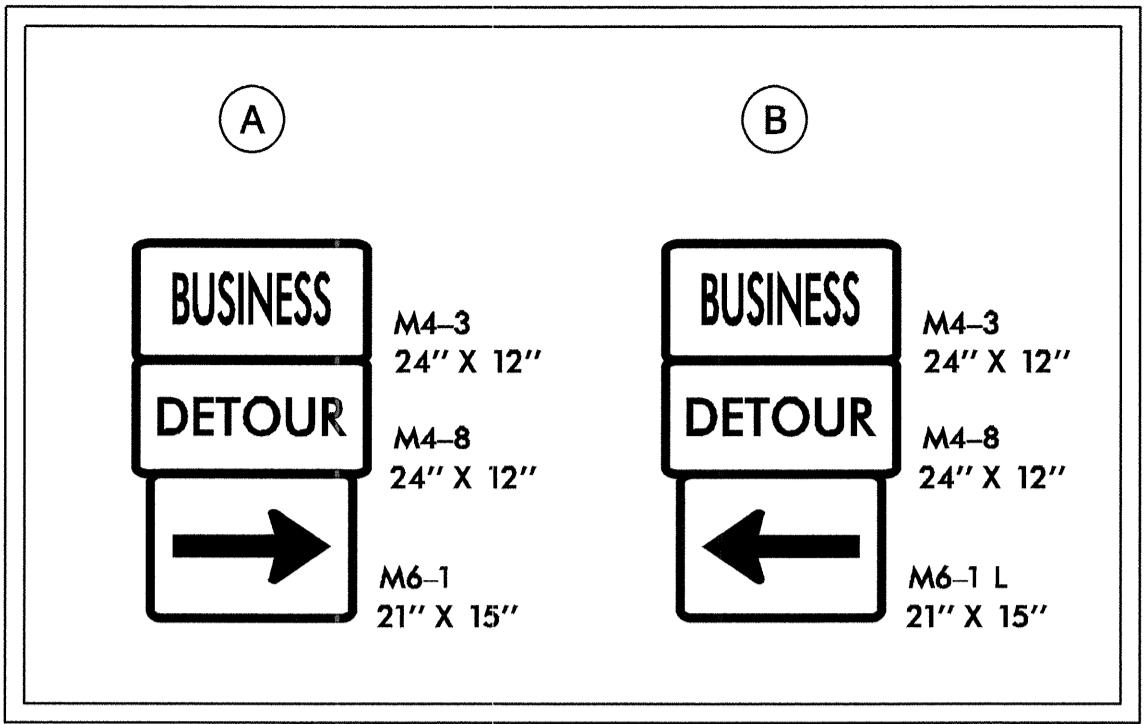 A
BUSINESS
M4–3
24" X 12"
DETOUR
M4–8
24" X 12"
M6–1
21" X 15"
B
BUSINESS
M4–3
24" X 12"
DETOUR
M4–8
24" X 12"
M6–1 L
21" X 15"